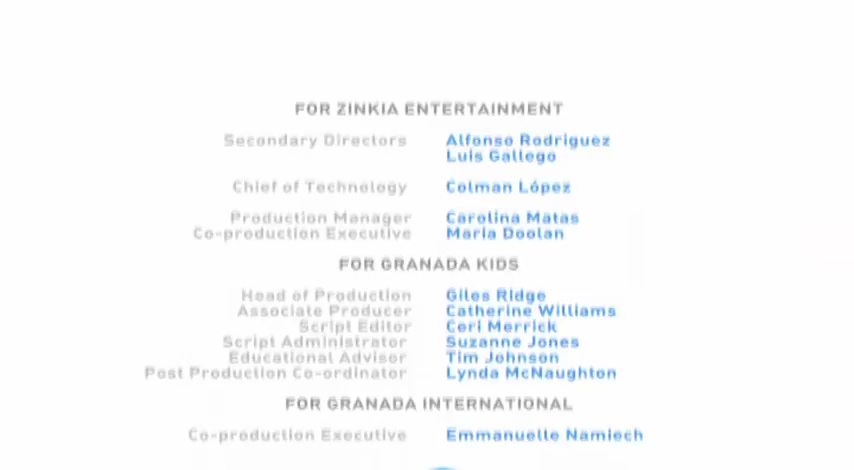 FOR ZINKIA ENTERTAINMENT
Secondary Directors Alfonso Rodriguez
Luis Gallego
Chief of Technology Colman López
Production Manager Carolina Matas
Co-production Executive Maria Doolan
FOR GRANADA KIDS
Head of Production Giles Ridge
Associate Producer Catherine Williams
Script Editor Ceri Merrick
Script Administrator Suzanne Jones
Educational Advisor Tim Johnson
Post Production Co-ordinator Lynda McNaughton
FOR GRANADA INTERNATIONAL
Co-production Executive Emmanuelle Namiech